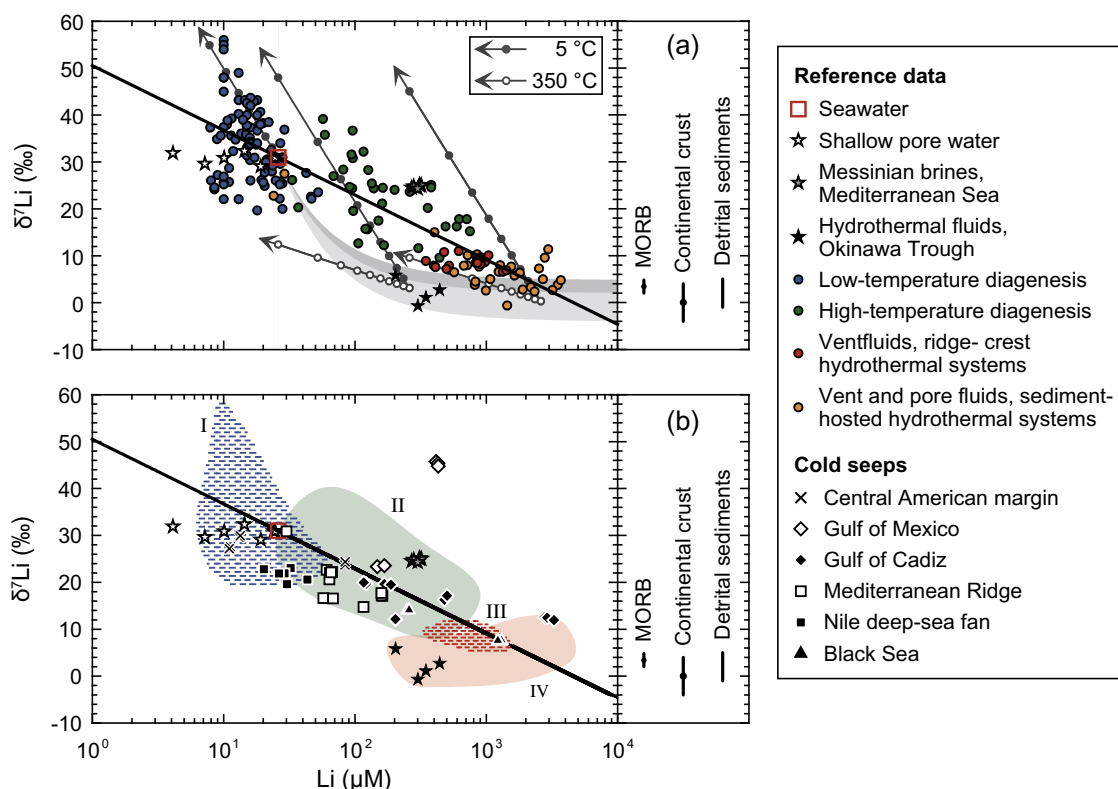 60
50
40
30
20
10
0
-10
δ⁷Li (‰)
5 °C
350 °C
(a)
MORB
Continental crust
Detrital sediments
60
50
40
30
20
10
0
-10
δ⁷Li (‰)
I
II
III
IV
(b)
MORB
Continental crust
Detrital sediments
10⁰
10¹
10²
10³
10⁴
Li (µM)
Reference data
Seawater
Shallow pore water
Messinian brines,
Mediterranean Sea
Hydrothermal fluids,
Okinawa Trough
Low-temperature diagenesis
High-temperature diagenesis
Ventfluids, ridge- crest
hydrothermal systems
Vent and pore fluids, sediment-
hosted hydrothermal systems
Cold seeps
Central American margin
Gulf of Mexico
Gulf of Cadiz
Mediterranean Ridge
Nile deep-sea fan
Black Sea